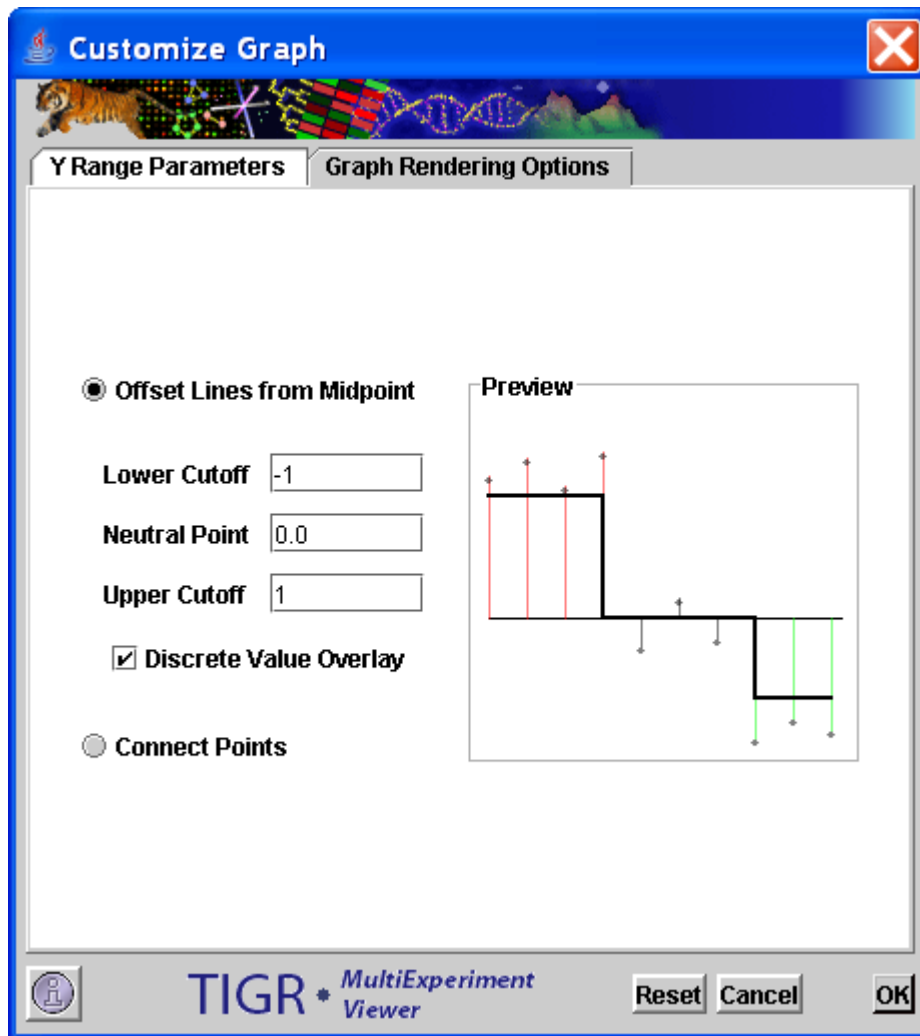 Customize Graph
Y Range Parameters
Graph Rendering Options
Offset Lines from Midpoint
Preview
Lower Cutoff -1
Neutral Point 0.0
Upper Cutoff 1
Discrete Value Overlay
Connect Points
TIGR • MultiExperiment
Viewer
Reset Cancel OK